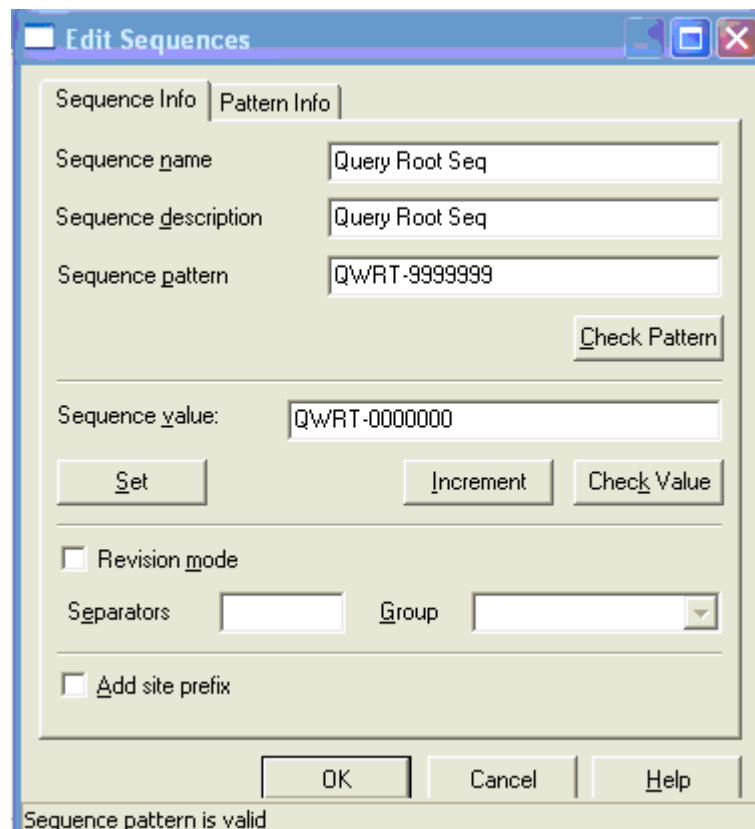 Edit Sequences
Sequence Info Pattern Info
Sequence name Query Root Seq
Sequence description Query Root Seq
Sequence pattern QWRT-9999999
Check Pattern
Sequence value: QWRT-0000000
Set Increment Check Value
Revision mode
Separators Group
Add site prefix
OK Cancel Help
Sequence pattern is valid